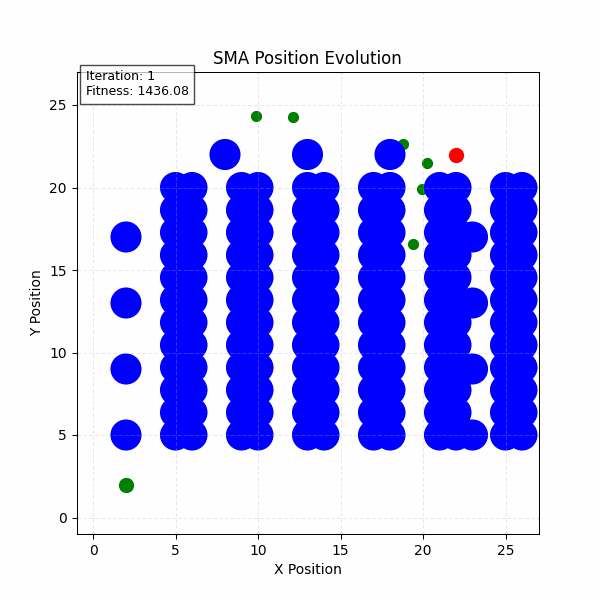 SMA Position Evolution
Iteration: 1
Fitness: 1436.08
Y Position
25
20
15
10
5
0
0 5 10 15 20 25
X Position